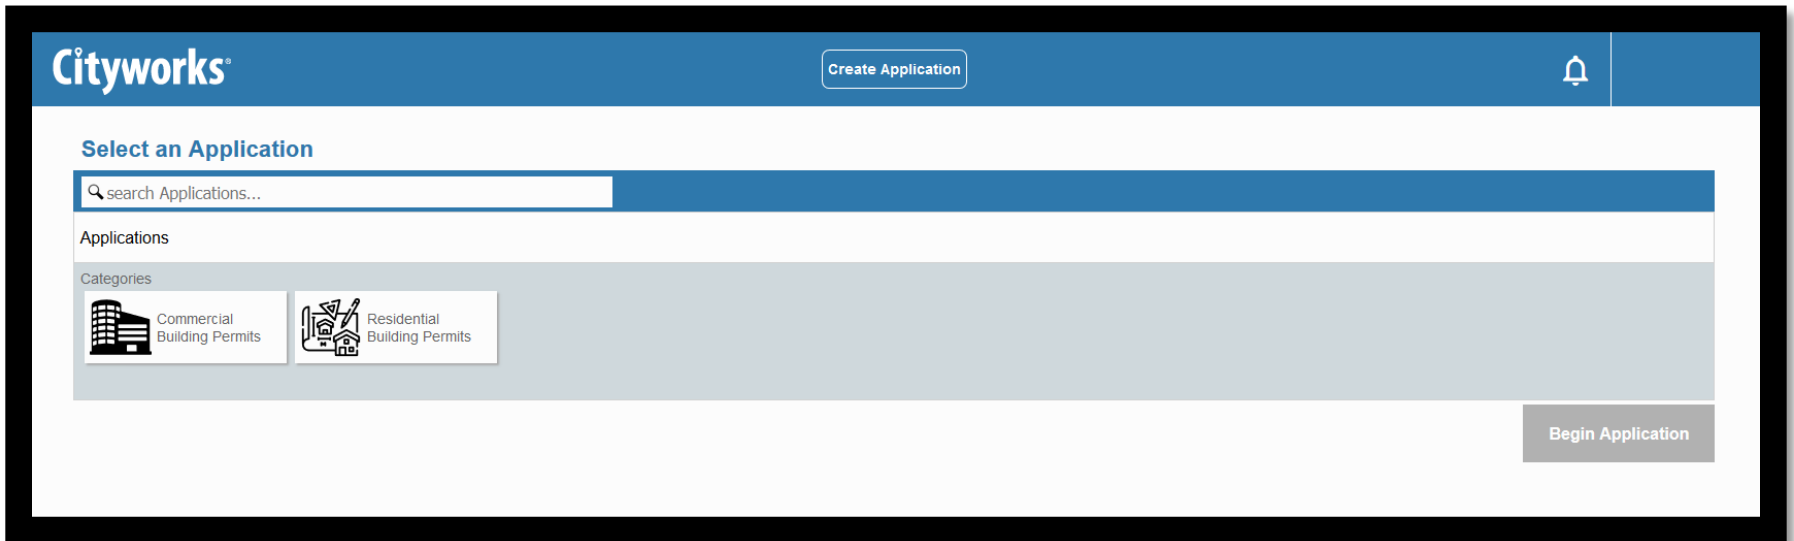 Cityworks®
Create Application
Select an Application
search Applications...
Applications
Categories
Commercial
Building Permits
Residential
Building Permits
Begin Application